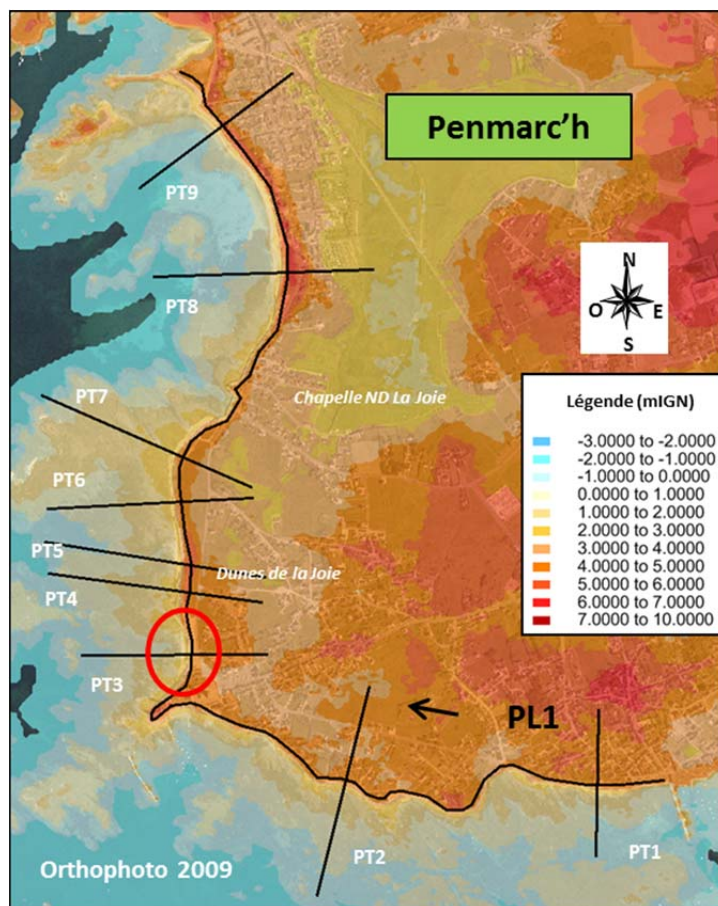 Penmarc'h
PT9
N
O E
S
PT8
PT7
Chapelle ND La Joie
Légende (mIGN)
-3.0000 to -2.0000
-2.0000 to -1.0000
-1.0000 to 0.0000
0.0000 to 1.0000
1.0000 to 2.0000
2.0000 to 3.0000
3.0000 to 4.0000
4.0000 to 5.0000
5.0000 to 6.0000
6.0000 to 7.0000
7.0000 to 10.0000
PT6
PT5
Dunes de la Joie
PT4
PT3
PL1
PT2
PT1
Orthophoto 2009